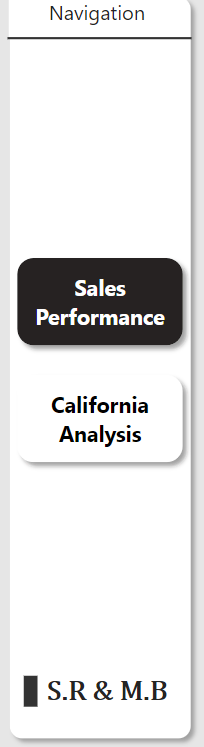 Navigation
Sales
Performance
California
Analysis
S.R & M.B